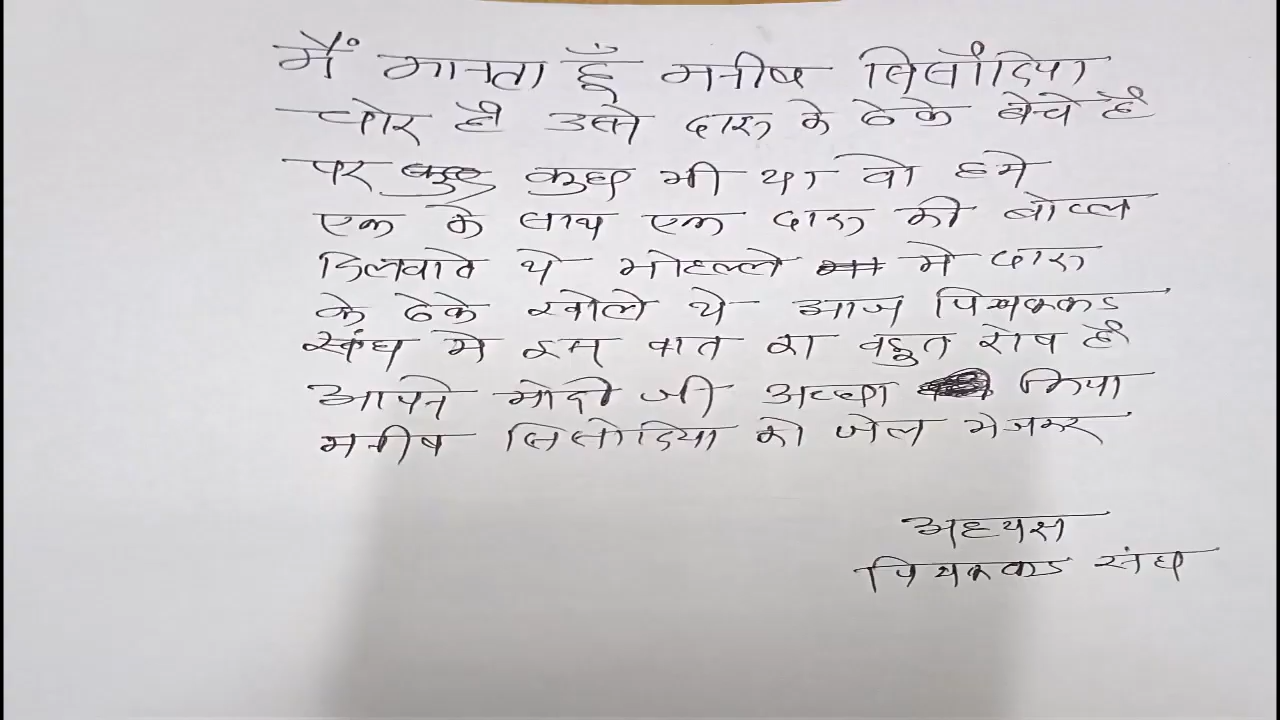 मैं मानता हूँ मनीष सिसौदिया
चोर है उसने दारू के ठेके बेचे है
पर कुछ कुछ भी था वो हमे
एक के साथ एक दारू की बोटल
दिलवाते थे मोहल्ले मे दारू
के ठेके खोले थे आज पियक्कड
संघ मे इस बात का बहुत रोष है
आपने मोदी जी अच्छा किया
मनीष सिसोदिया को जेल भेजकर
अध्यक्ष
पियक्कड संघ